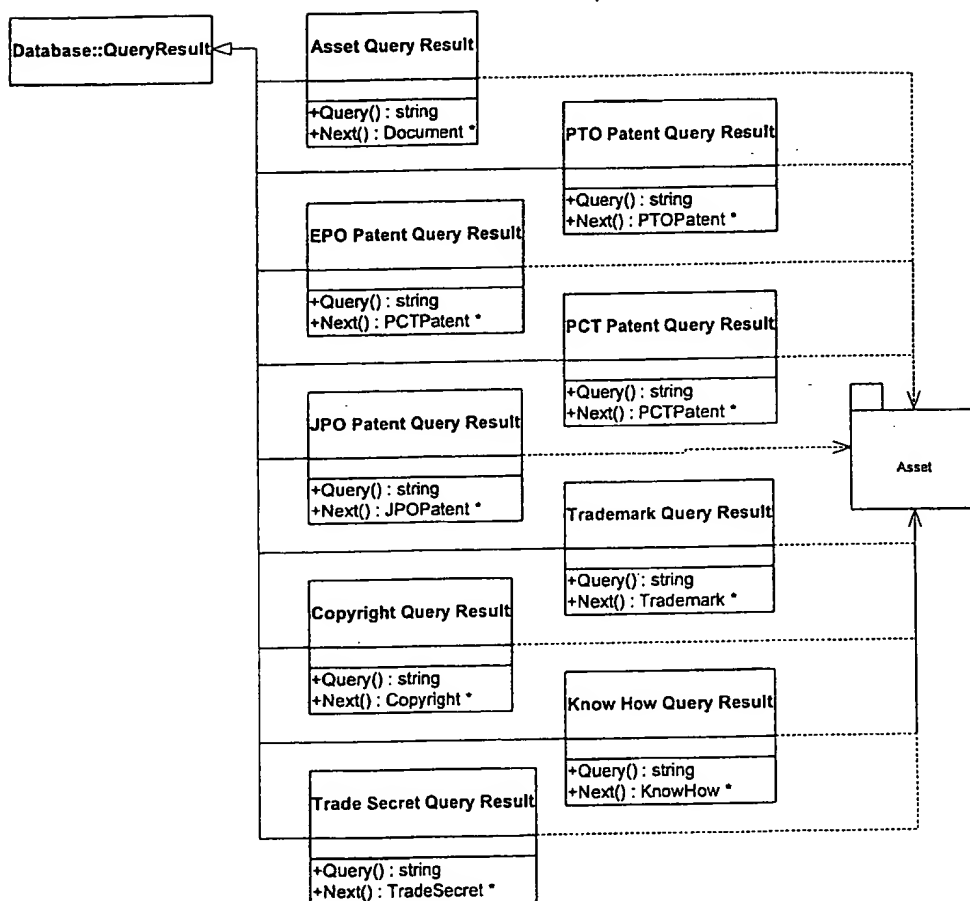 Database::QueryResult
Asset Query Result
+Query() : string
+Next() : Document *
PTO Patent Query Result
+Query() : string
+Next() : PTOPatent *
EPO Patent Query Result
+Query() : string
+Next() : PCTPatent *
PCT Patent Query Result
+Query() : string
+Next() : PCTPatent *
JPO Patent Query Result
+Query() : string
+Next() : JPOPatent *
Asset
Trademark Query Result
+Query() : string
+Next() : Trademark *
Copyright Query Result
+Query() : string
+Next() : Copyright *
Know How Query Result
+Query() : string
+Next() : KnowHow *
Trade Secret Query Result
+Query() : string
+Next() : TradeSecret *